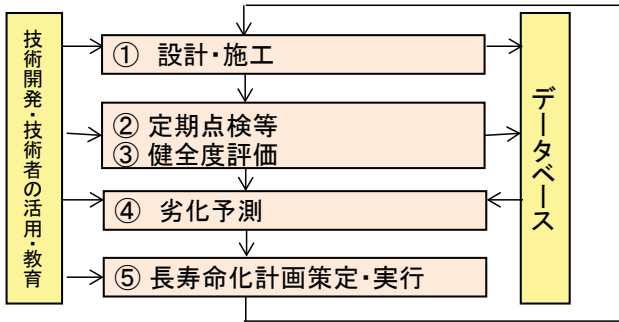 技術開発・技術者の活用・教育
① 設計・施工
② 定期点検等
③ 健全度評価
④ 劣化予測
⑤ 長寿命化計画策定・実行
データベース